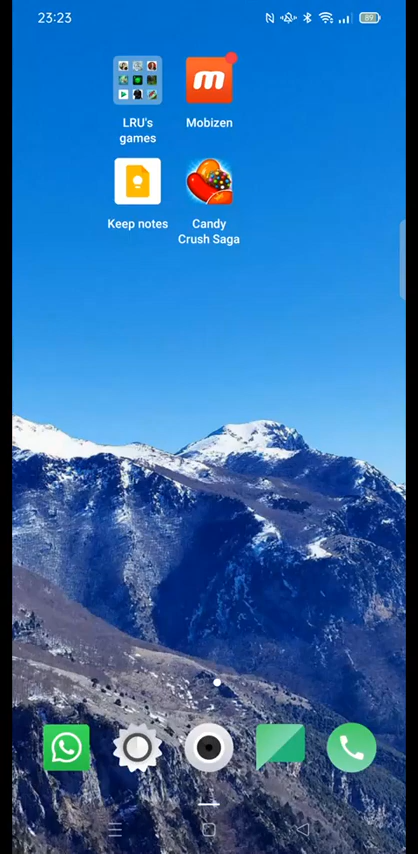 23:23
89
LRU's
games
Mobizen
Keep notes
Candy
Crush Saga